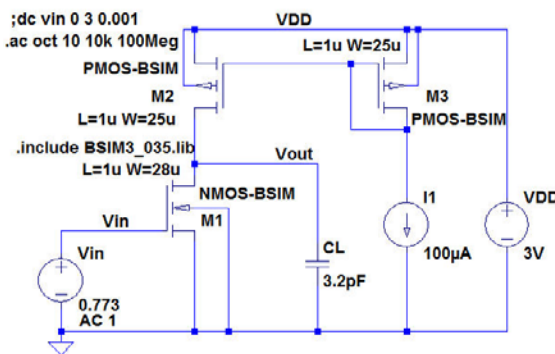 ;dc vin 0 3 0.001
VDD
.ac oct 10 10k 100Meg
L=1u W=25u
PMOS-BSIM
M2
M3
PMOS-BSIM
L=1u W=25u
.include BSIM3_035.lib
Vout
L=1u W=28u
NMOS-BSIM
M1
Vin
I1
VDD
Vin
CL
100µA
3V
3.2pF
0.773
AC 1